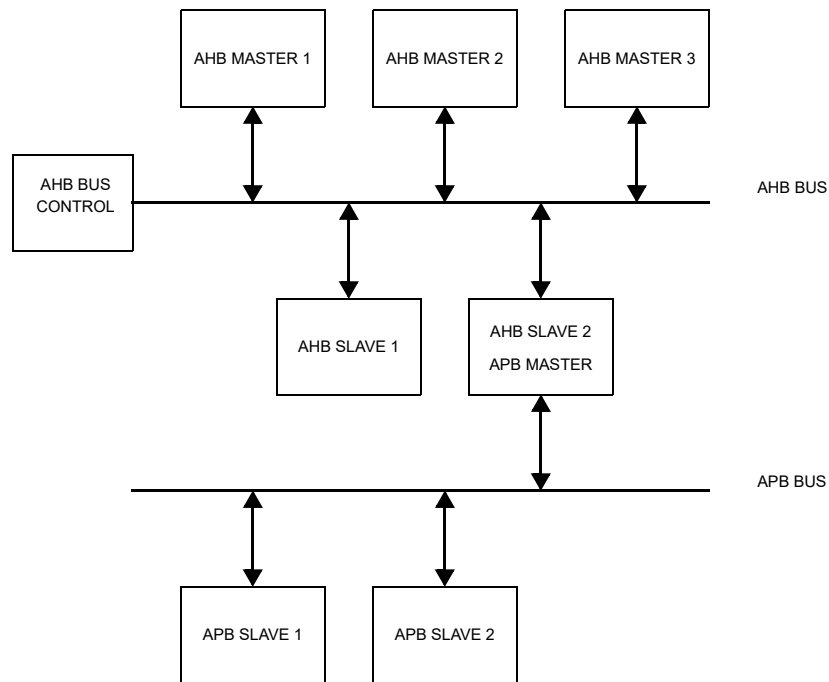 AHB MASTER 1
AHB MASTER 2
AHB MASTER 3
AHB BUS
CONTROL
AHB BUS
AHB SLAVE 1
AHB SLAVE 2
APB MASTER
APB BUS
APB SLAVE 1
APB SLAVE 2